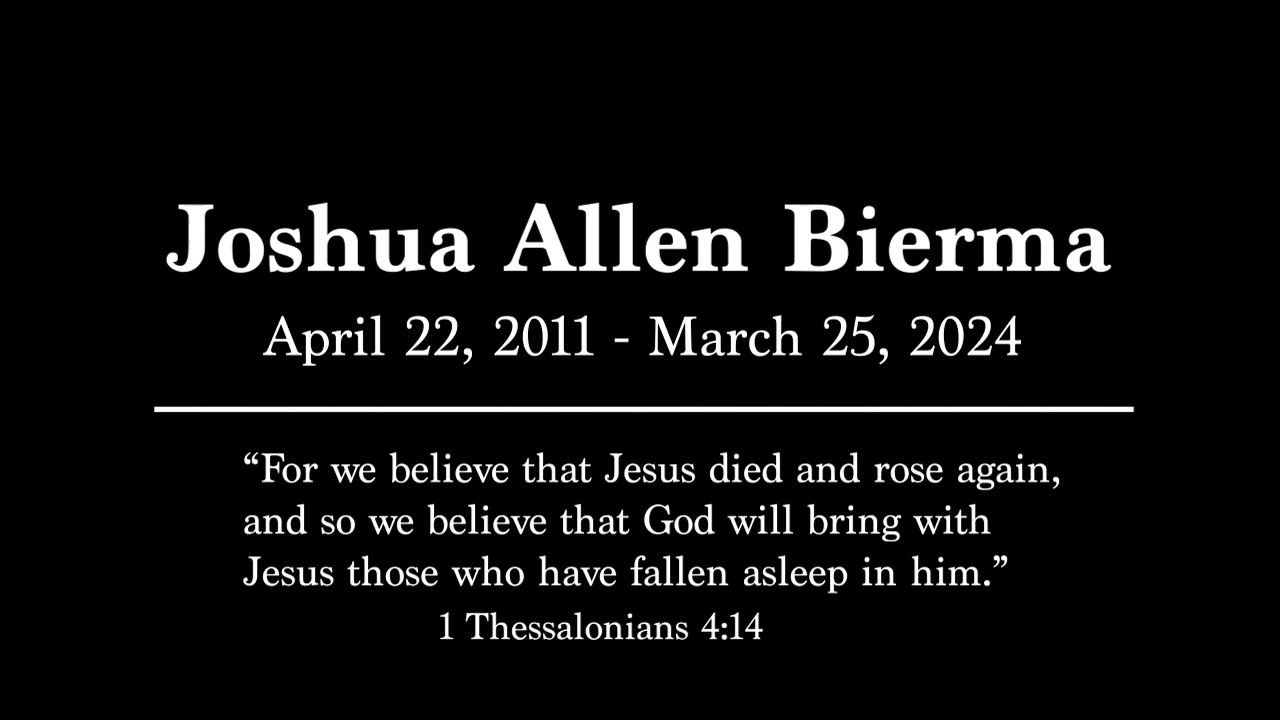 Joshua Allen Bierma
April 22, 2011 - March 25, 2024
“For we believe that Jesus died and rose again,
and so we believe that God will bring with
Jesus those who have fallen asleep in him.”
1 Thessalonians 4:14